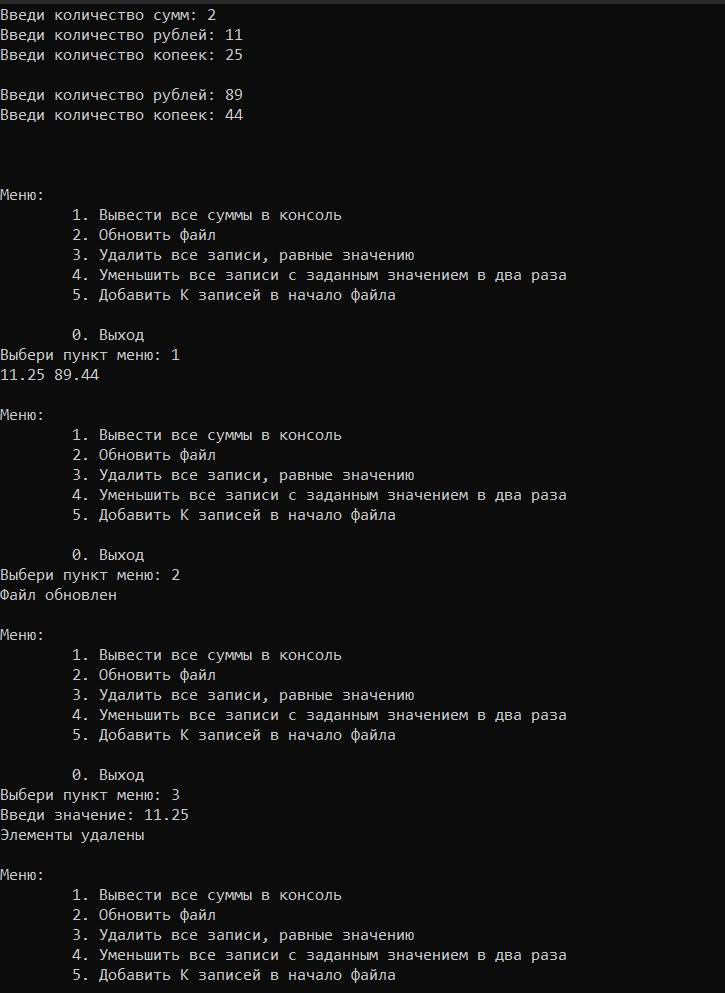 Введи количество сумм: 2
Введи количество рублей: 11
Введи количество копеек: 25
Введи количество рублей: 89
Введи количество копеек: 44
Меню:
1. Вывести все суммы в консоль
2. Обновить файл
3. Удалить все записи, равные значению
4. Уменьшить все записи с заданным значением в два раза
5. Добавить К записей в начало файла
0. Выход
Выбери пункт меню: 1
11.25 89.44
Меню:
1. Вывести все суммы в консоль
2. Обновить файл
3. Удалить все записи, равные значению
4. Уменьшить все записи с заданным значением в два раза
5. Добавить К записей в начало файла
0. Выход
Выбери пункт меню: 2
Файл обновлен
Меню:
1. Вывести все суммы в консоль
2. Обновить файл
3. Удалить все записи, равные значению
4. Уменьшить все записи с заданным значением в два раза
5. Добавить К записей в начало файла
0. Выход
Выбери пункт меню: 3
Введи значение: 11.25
Элементы удалены
Меню:
1. Вывести все суммы в консоль
2. Обновить файл
3. Удалить все записи, равные значению
4. Уменьшить все записи с заданным значением в два раза
5. Добавить К записей в начало файла